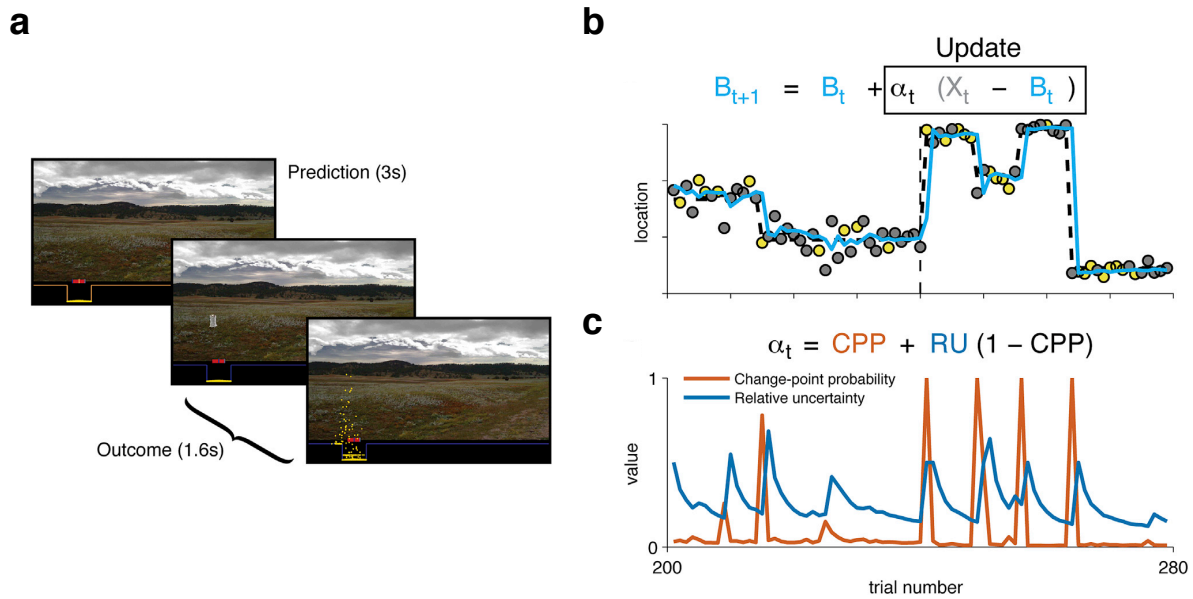 a
Prediction (3s)
Outcome (1.6s)
b
Update
Bt+1 = Bt + αt (Xt − Bt)
location
c
αt = CPP + RU (1 − CPP)
1
Change-point probability
Relative uncertainty
value
0
200
280
trial number